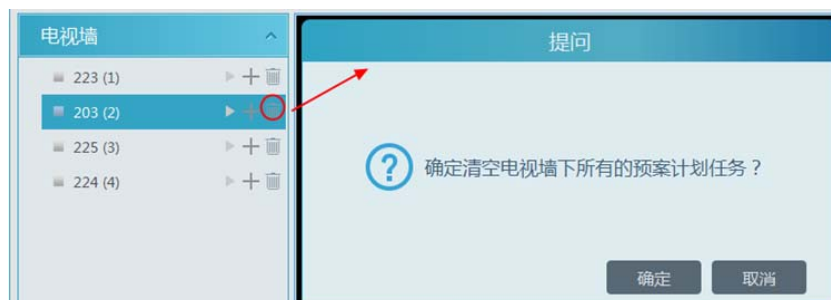 电视墙
223 (1)
203 (2)
225 (3)
224 (4)
提问
确定清空电视墙下所有的预案计划任务？
确定
取消